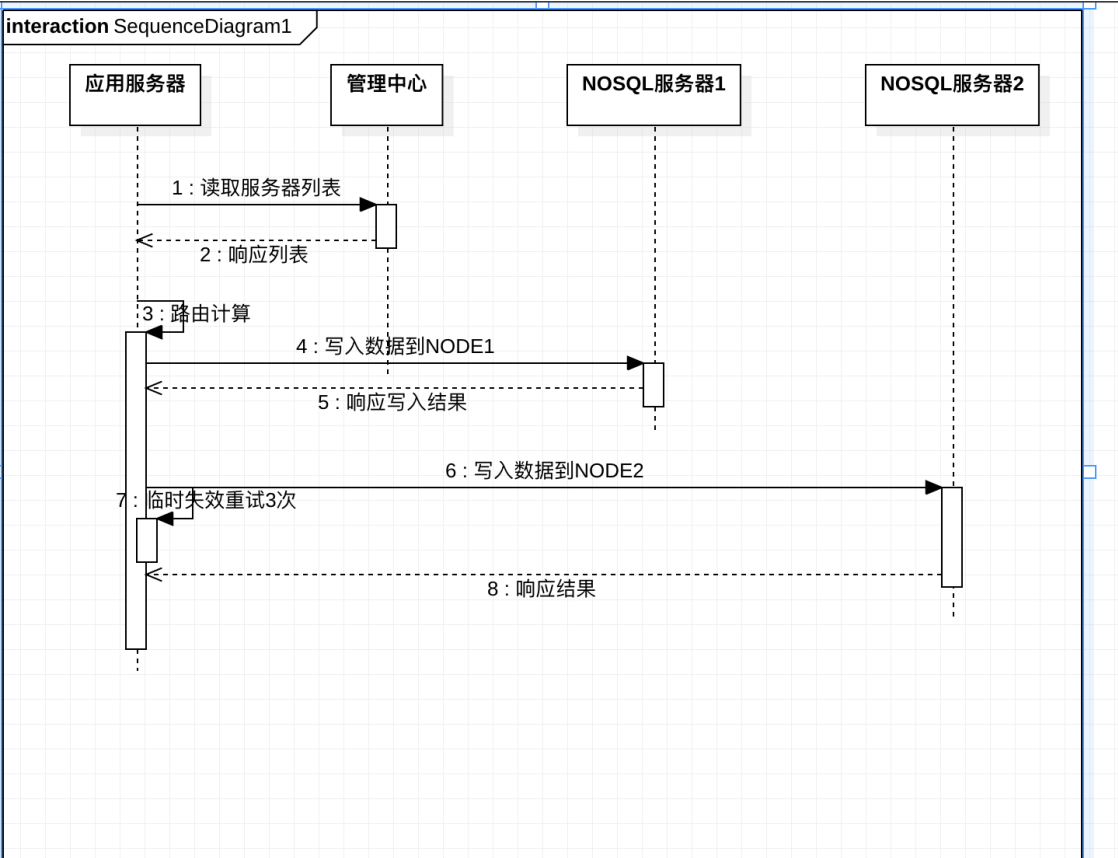 interaction SequenceDiagram1
应用服务器
管理中心
NOSQL服务器1
NOSQL服务器2
1 : 读取服务器列表
2 : 响应列表
3 : 路由计算
4 : 写入数据到NODE1
5 : 响应写入结果
6 : 写入数据到NODE2
7 : 临时失效重试3次
8 : 响应结果